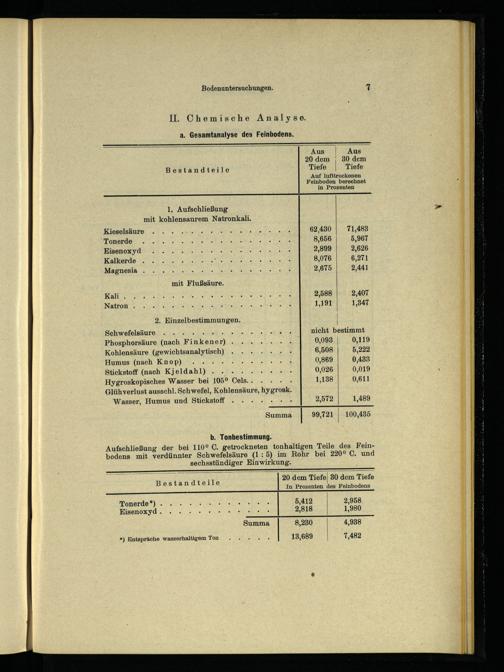 Bodenuntersuchungen. 7
II. Chemische Analyse.
a. Gesamtanalyse des Feinbodens.
Bestandteile
Aus 20 dem Tiefe
Aus 30 dem Tiefe
Auf lufttrockenen Feinboden berechnet in Prozenten
1. Aufschließung
mit kohlensaurem Natronkali.
Kieselsäure . . . 62,430 71,483
Tonerde . . . 8,656 5,967
Eisenoxyd . . . 2,899 2,626
Kalkerde . . . 8,076 6,271
Magnesia . . . 2,675 2,441
mit Flußsäure.
Kali . . . 2,588 2,407
Natron . . . 1,191 1,347
2. Einzelbestimmungen.
Schwefelsäure . . . nicht bestimmt
Phosphorsäure (nach Finkener) . . . 0,093 0,119
Kohlensäure (gewichtsanalytisch) . . . 6,508 5,222
Humus (nach Knop) . . . 0,869 0,433
Stickstoff (nach Kjeldahl) . . . 0,026 0,019
Hygroskopisches Wasser bei 105° Cels. . . . 1,138 0,611
Glühverlust ausschl. Schwefel, Kohlensäure, hygrosk.
Wasser, Humus und Stickstoff . . . 2,572 1,489
Summa 99,721 100,435
b. Tonbestimmung.
Aufschließung der bei 110° C. getrockneten tonhaltigen Teile des Fein-
bodens mit verdünnter Schwefelsäure (1 : 5) im Rohr bei 220° C. und
sechsstündiger Einwirkung.
Bestandteile
20 dem Tiefe 30 dem Tiefe
In Prozenten des Feinbodens
Tonerde*) . . . 5,412 2,958
Eisenoxyd . . . 2,818 1,980
Summa 8,230 4,938
*) Entspräche wasserhaltigem Ton . . . 13,689 7,482